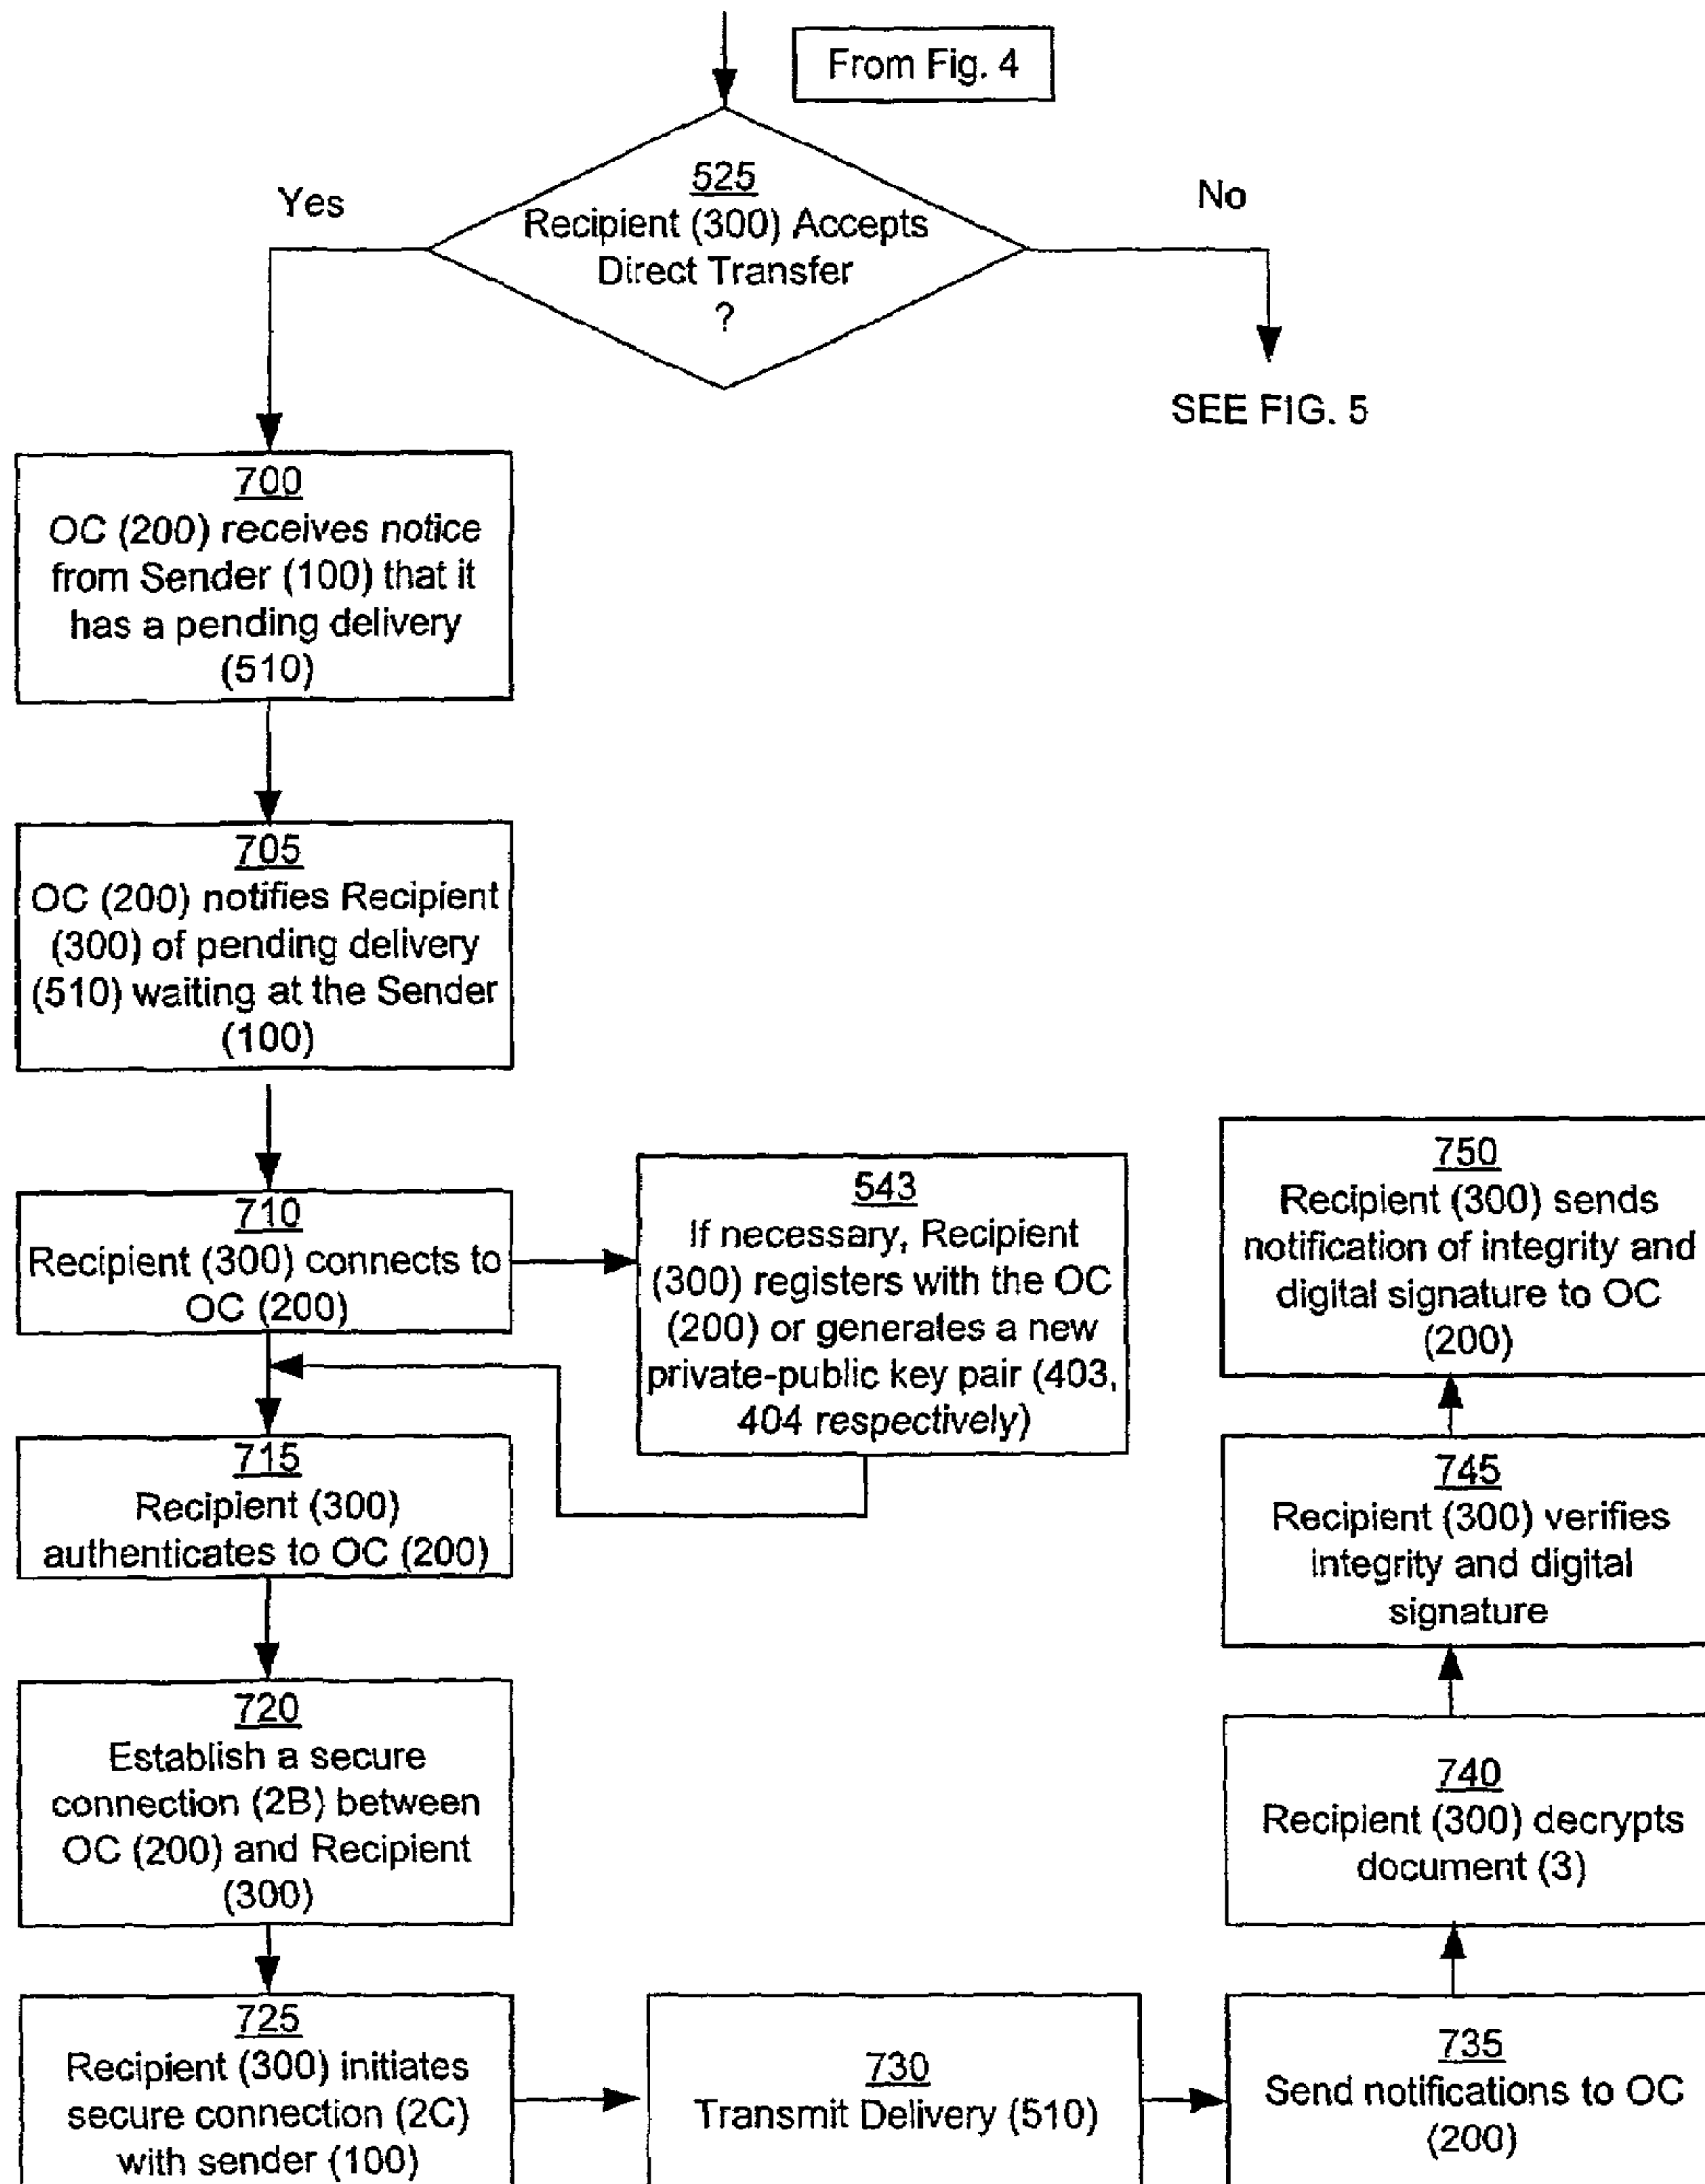 From Fig. 4
525
Recipient (300) Accepts
Direct Transfer
?
Yes
No
SEE FIG. 5
700
OC (200) receives notice
from Sender (100) that it
has a pending delivery
(510)
705
OC (200) notifies Recipient
(300) of pending delivery
(510) waiting at the Sender
(100)
710
Recipient (300) connects to
OC (200)
543
If necessary, Recipient
(300) registers with the OC
(200) or generates a new
private-public key pair (403,
404 respectively)
715
Recipient (300)
authenticates to OC (200)
720
Establish a secure
connection (2B) between
OC (200) and Recipient
(300)
725
Recipient (300) initiates
secure connection (2C)
with sender (100)
730
Transmit Delivery (510)
735
Send notifications to OC
(200)
740
Recipient (300) decrypts
document (3)
745
Recipient (300) verifies
integrity and digital
signature
750
Recipient (300) sends
notification of integrity and
digital signature to OC
(200)